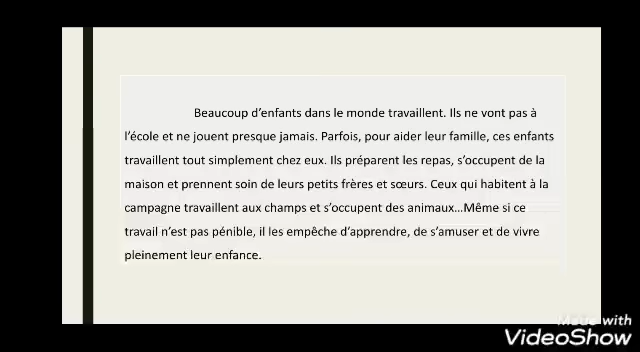 Beaucoup d'enfants dans le monde travaillent. Ils ne vont pas à
l'école et ne jouent presque jamais. Parfois, pour aider leur famille, ces enfants
travaillent tout simplement chez eux. Ils préparent les repas, s'occupent de la
maison et prennent soin de leurs petits frères et sœurs. Ceux qui habitent à la
campagne travaillent aux champs et s'occupent des animaux...Même si ce
travail n'est pas pénible, il les empêche d'apprendre, de s'amuser et de vivre
pleinement leur enfance.
Made with
VideoShow